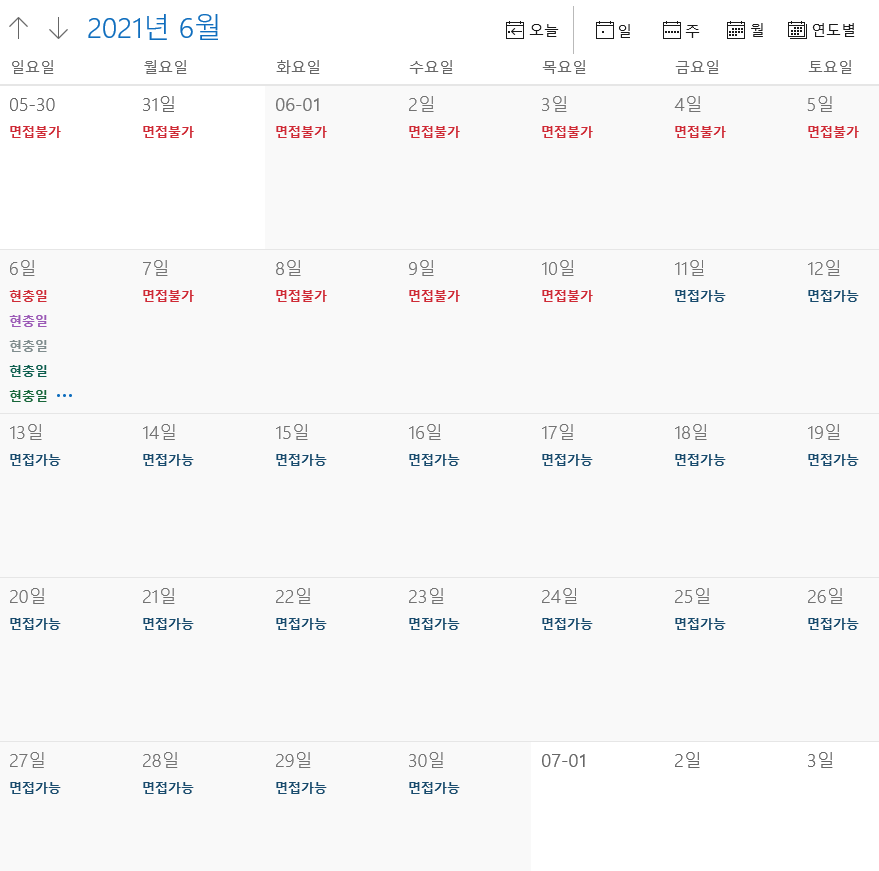 2021년 6월 오늘 일 주 월 연도별
일요일 월요일 화요일 수요일 목요일 금요일 토요일
05-30 31일 06-01 2일 3일 4일 5일
면접불가 면접불가 면접불가 면접불가 면접불가 면접불가 면접불가
6일 7일 8일 9일 10일 11일 12일
현충일 면접불가 면접불가 면접불가 면접불가 면접가능 면접가능
현충일
현충일
현충일
현충일 ...
13일 14일 15일 16일 17일 18일 19일
면접가능 면접가능 면접가능 면접가능 면접가능 면접가능 면접가능
20일 21일 22일 23일 24일 25일 26일
면접가능 면접가능 면접가능 면접가능 면접가능 면접가능 면접가능
27일 28일 29일 30일 07-01 2일 3일
면접가능 면접가능 면접가능 면접가능